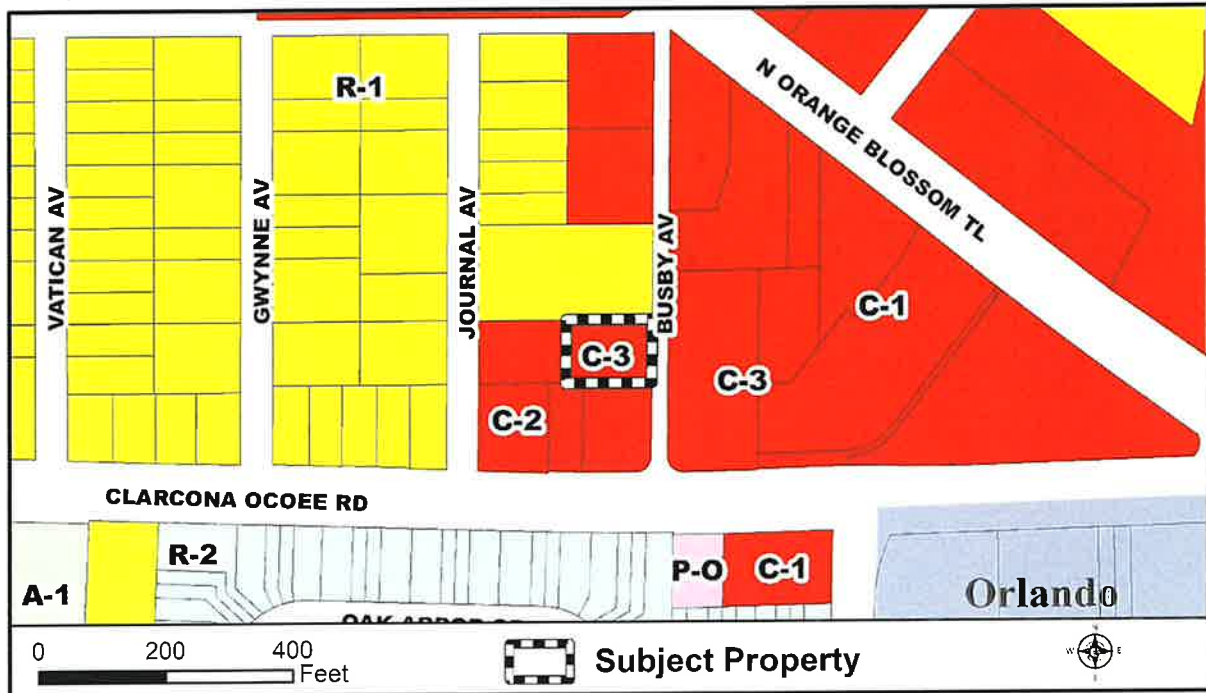 R-1
N ORANGE BLOSSOM TL
VATICAN AV
GWYNNE AV
JOURNAL AV
BUSBY AV
C-1
C-3
C-3
C-2
CLARCONA OCOEE RD
R-2
A-1
P-O
C-1
Orlando
0 200 400
Feet
Subject Property
W E